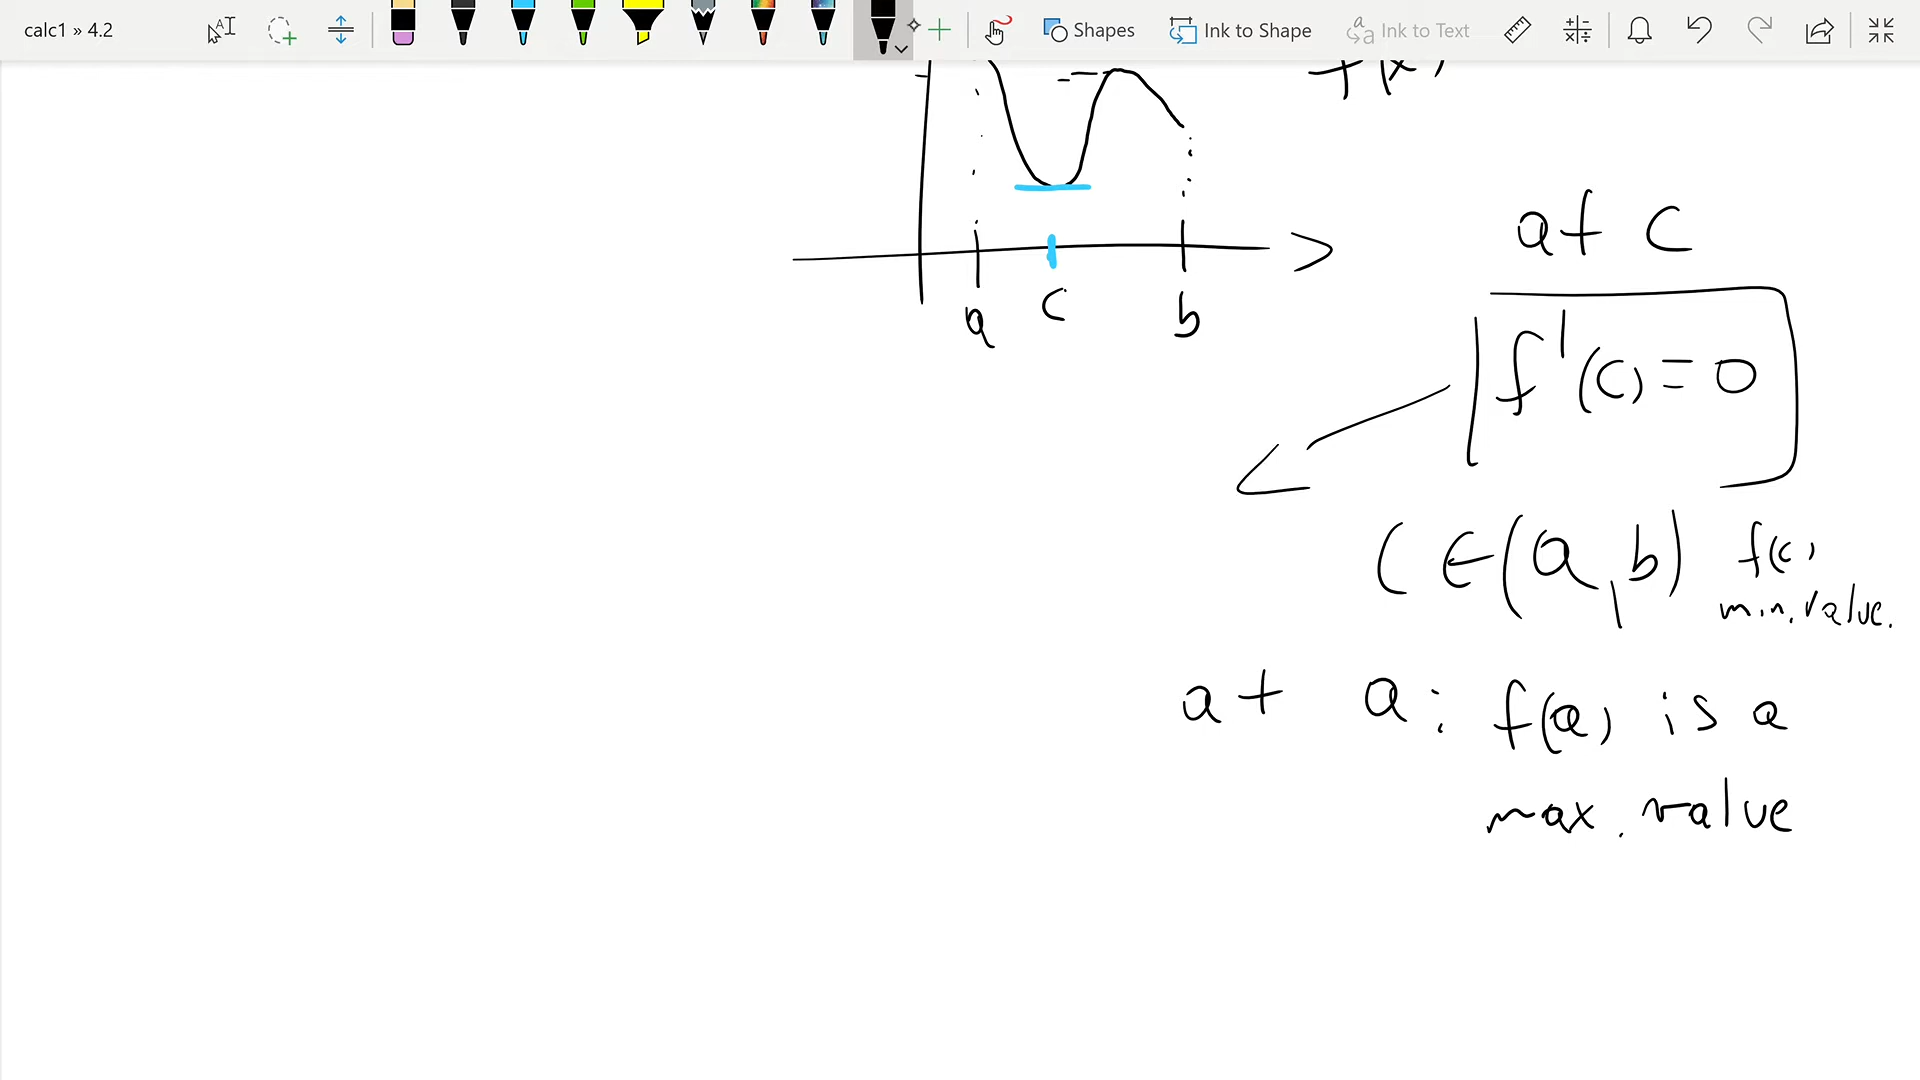 calc1 » 4.2
Shapes
Ink to Shape
Ink to Text
f(x)
a c b
at c
f'(c) = 0
c ∈ (a, b) f(c)
min. value.
at a: f(a) is a
max. value